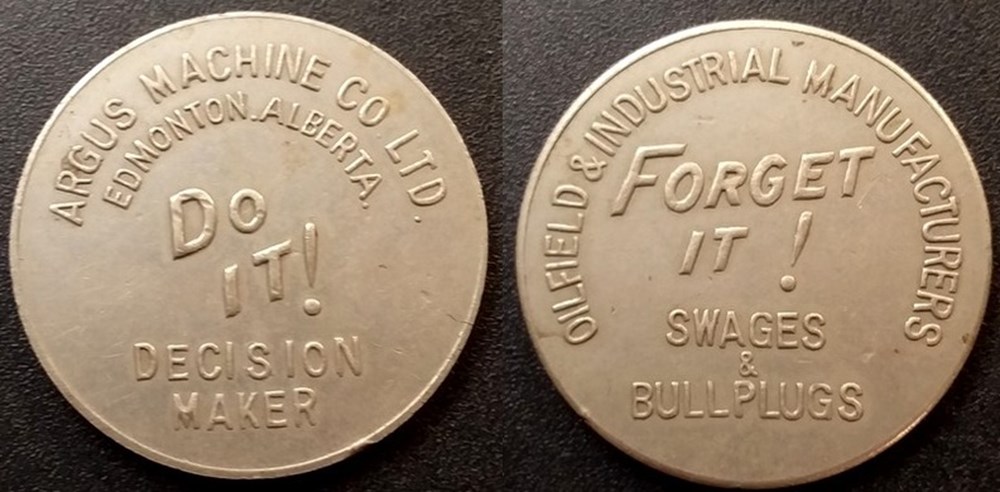 ARGUS MACHINE CO LTD.
EDMONTON.ALBERTA.
DO
IT!
DECISION
MAKER
OILFIELD & INDUSTRIAL MANUFACTURERS
FORGET
IT!
SWAGES
&
BULLPLUGS